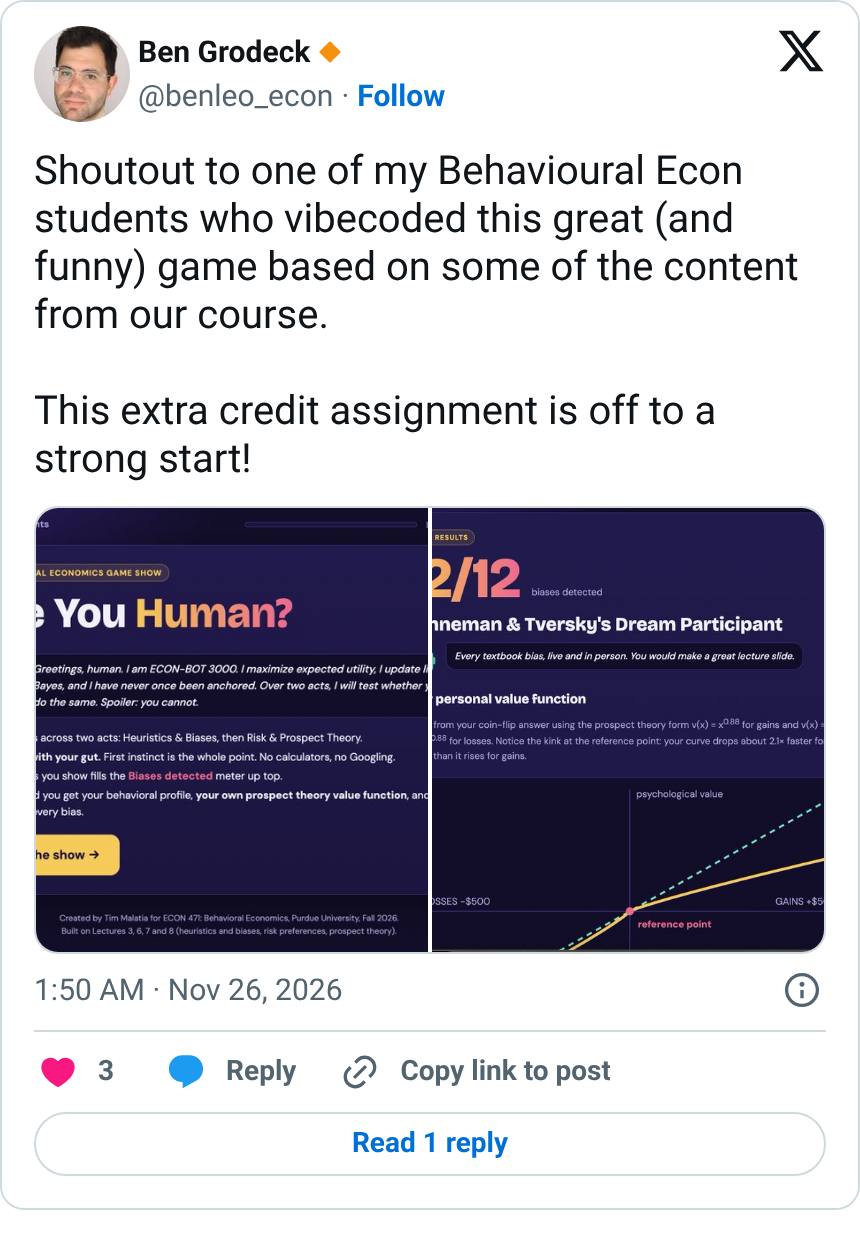 Ben Grodeck
@benleo_econ · Follow
Shoutout to one of my Behavioural Econ
students who vibecoded this great (and
funny) game based on some of the content
from our course.
This extra credit assignment is off to a
strong start!
ECONOMICS GAME SHOW
You Human?
Greetings, human. I am ECON-BOT 3000. I maximize expected utility, I update
Bayes, and I have never once been anchored. Over two acts, I will test whether
do the same. Spoiler: you cannot.
across two acts: Heuristics & Biases, then Risk & Prospect Theory.
your gut. First instinct is the whole point. No calculators, no Googling.
you show fills the Biases detected meter up top.
you get your behavioral profile, your own prospect theory value function, and
bias.
show →
Created by Tim Malatia for ECON 471: Behavioral Economics, Purdue University, Fall 2026.
Built on Lectures 3, 6, 7 and 8 (heuristics and biases, risk preferences, prospect theory).
RESULTS
2/12 biases detected
& Tversky's Dream Participant
Every textbook bias, live and in person. You would make a great lecture slide.
personal value function
from your coin-flip answer using the prospect theory form v(x) = x^0.88 for gains and v(x) =
0.88 for losses. Notice the kink at the reference point: your curve drops about 2.1× faster
than it rises for gains.
psychological value
-$500
GAINS
reference point
1:50 AM · Nov 26, 2026
3 Reply Copy link to post
Read 1 reply